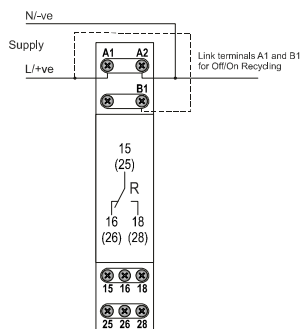 N/-ve
Supply
L/+ve
A1 A2
Link terminals A1 and B1
for Off/On Recycling
B1
15
(25)
R
16 18
(26) (28)
15 16 18
25 26 28